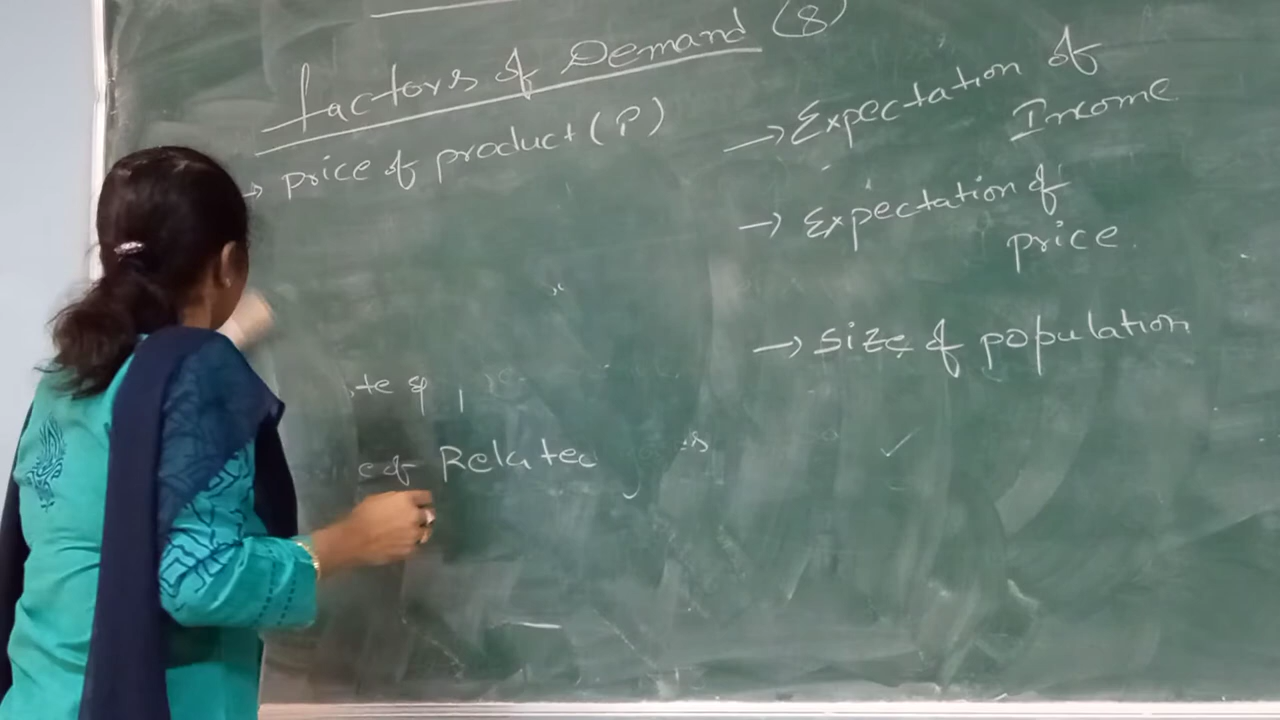 Factors of Demand (8)
→ price of product (P)
Related
→ Expectation of
Income
→ Expectation of
price
→ Size of population